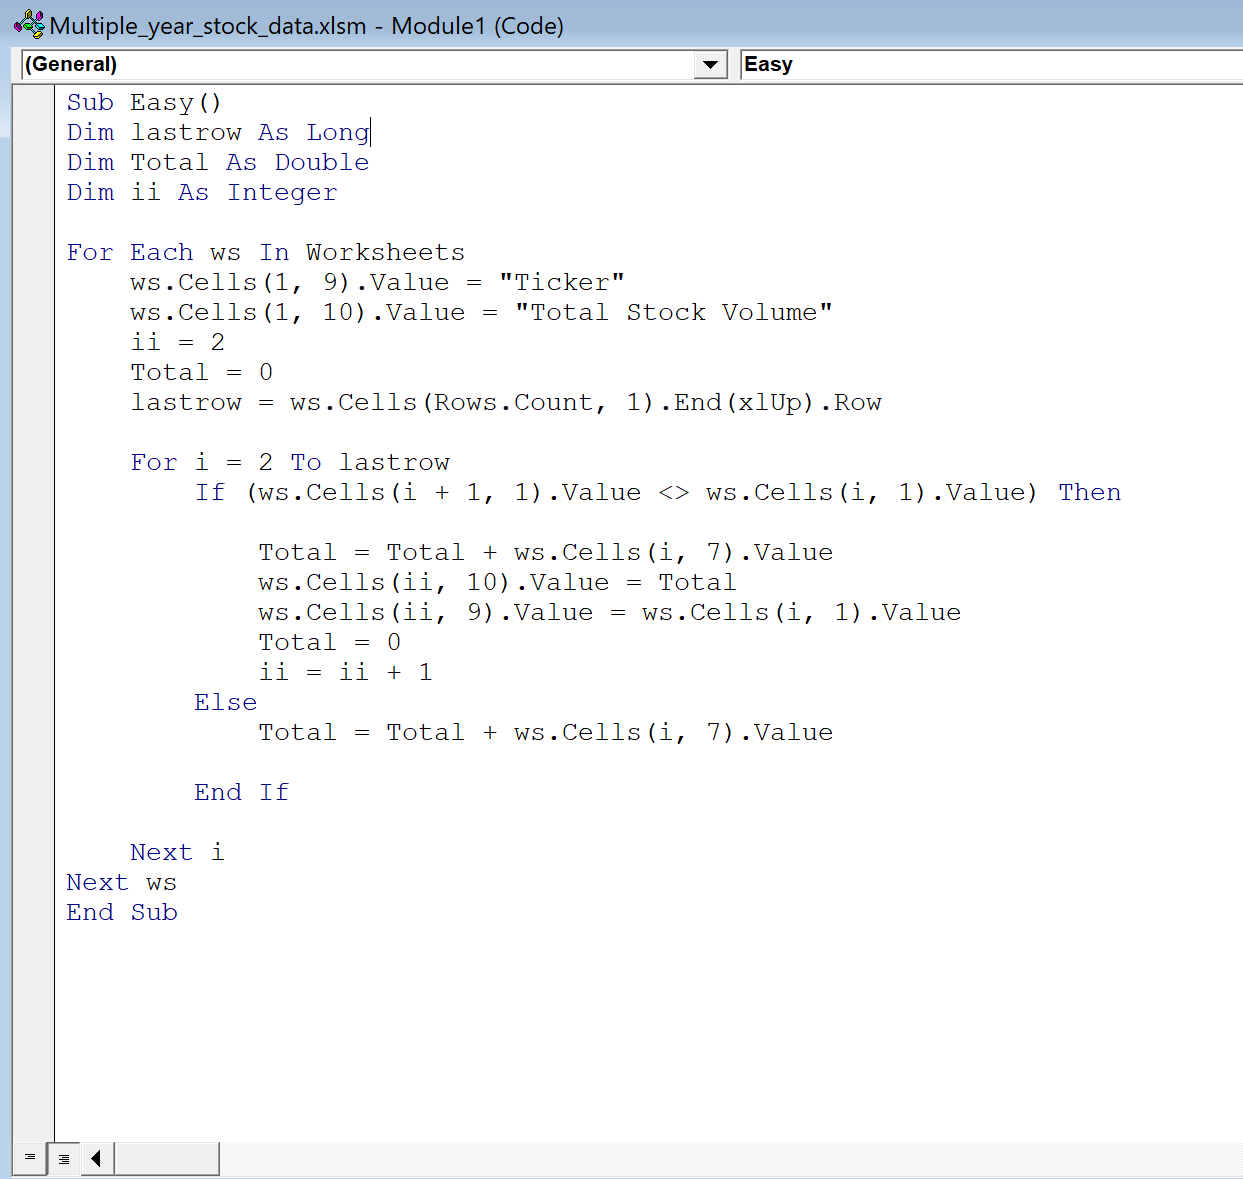 Multiple_year_stock_data.xlsm - Module1 (Code)
(General)
Easy
Sub Easy()
Dim lastrow As Long
Dim Total As Double
Dim ii As Integer
For Each ws In Worksheets
ws.Cells(1, 9).Value = "Ticker"
ws.Cells(1, 10).Value = "Total Stock Volume"
ii = 2
Total = 0
lastrow = ws.Cells(Rows.Count, 1).End(xlUp).Row
For i = 2 To lastrow
If (ws.Cells(i + 1, 1).Value <> ws.Cells(i, 1).Value) Then
Total = Total + ws.Cells(i, 7).Value
ws.Cells(ii, 10).Value = Total
ws.Cells(ii, 9).Value = ws.Cells(i, 1).Value
Total = 0
ii = ii + 1
Else
Total = Total + ws.Cells(i, 7).Value
End If
Next i
Next ws
End Sub